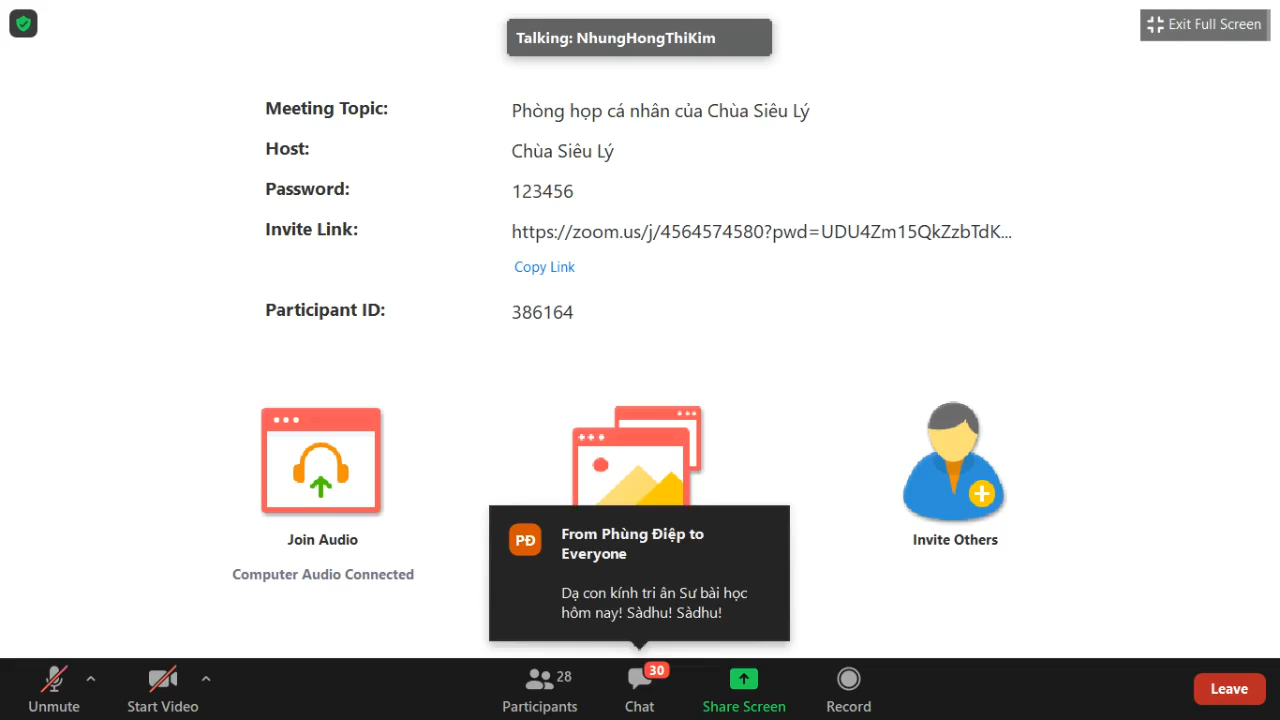 Talking: NhungHongThiKim
Exit Full Screen
Meeting Topic: Phòng họp cá nhân của Chùa Siêu Lý
Host: Chùa Siêu Lý
Password: 123456
Invite Link: https://zoom.us/j/4564574580?pwd=UDU4Zm15QkZzbTdK...
Copy Link
Participant ID: 386164
Join Audio
Computer Audio Connected
Invite Others
PĐ
From Phùng Điệp to
Everyone
Dạ con kính tri ân Sư bài học
hôm nay! Sàdhu! Sàdhu!
Unmute
Start Video
28
Participants
30
Chat
Share Screen
Record
Leave